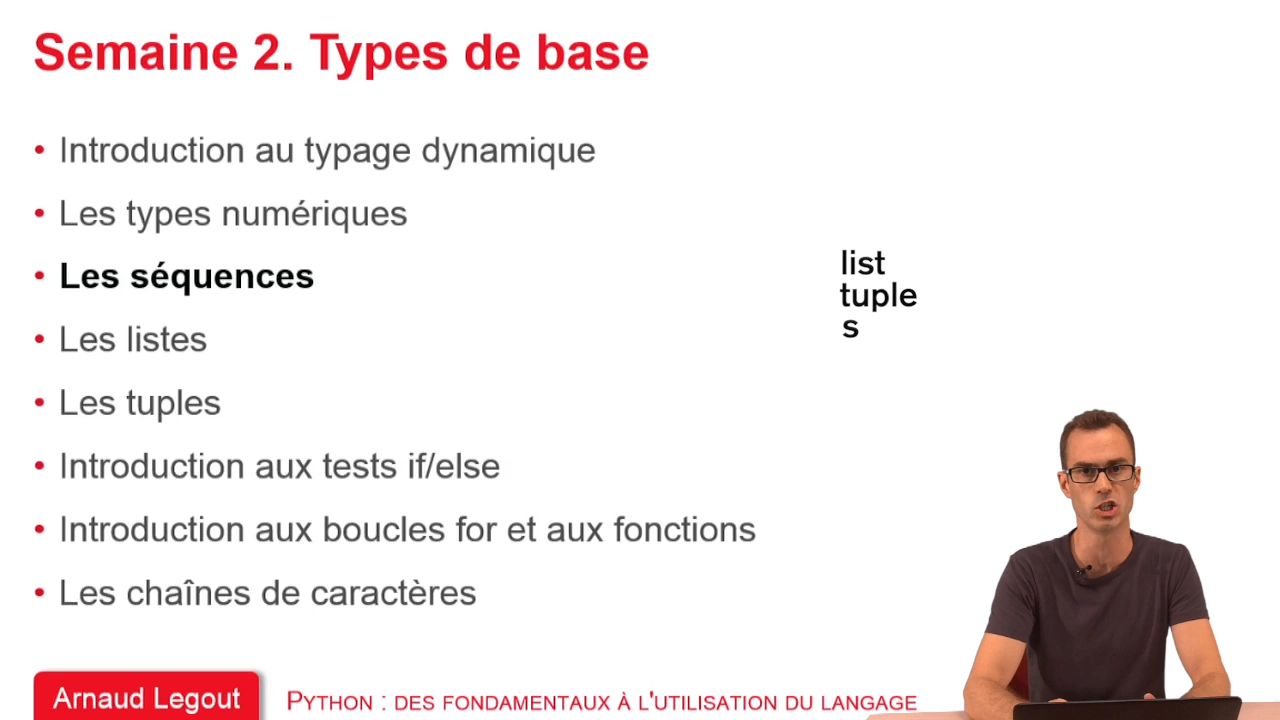 Semaine 2. Types de base
• Introduction au typage dynamique
• Les types numériques
• Les séquences
• Les listes
• Les tuples
• Introduction aux tests if/else
• Introduction aux boucles for et aux fonctions
• Les chaînes de caractères
list
tuple
s
Arnaud Legout
PYTHON : DES FONDAMENTAUX À L'UTILISATION DU LANGAGE